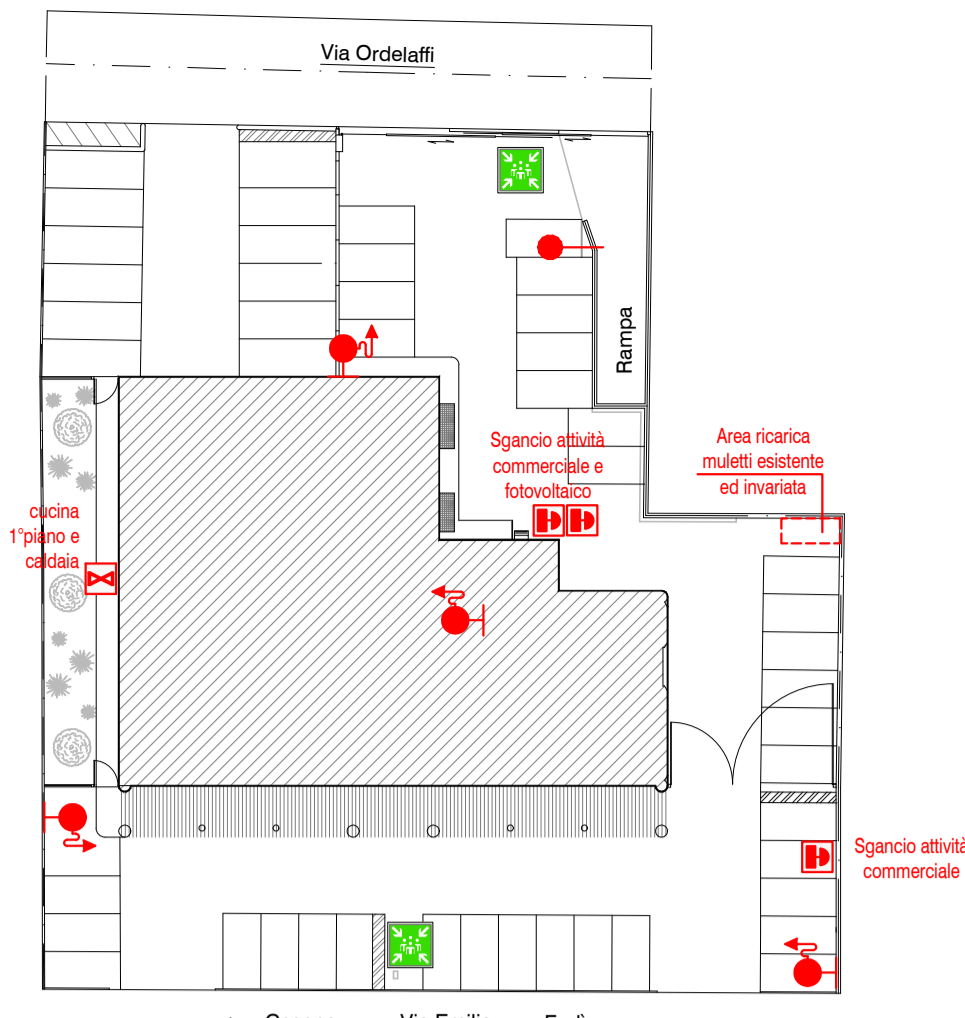 Via Ordelaffi
Rampa
Sgancio attività
commerciale e
fotovoltaico
Area ricarica
muletti esistente
ed invariata
cucina
1°piano e
caldaia
Sgancio attività
commerciale